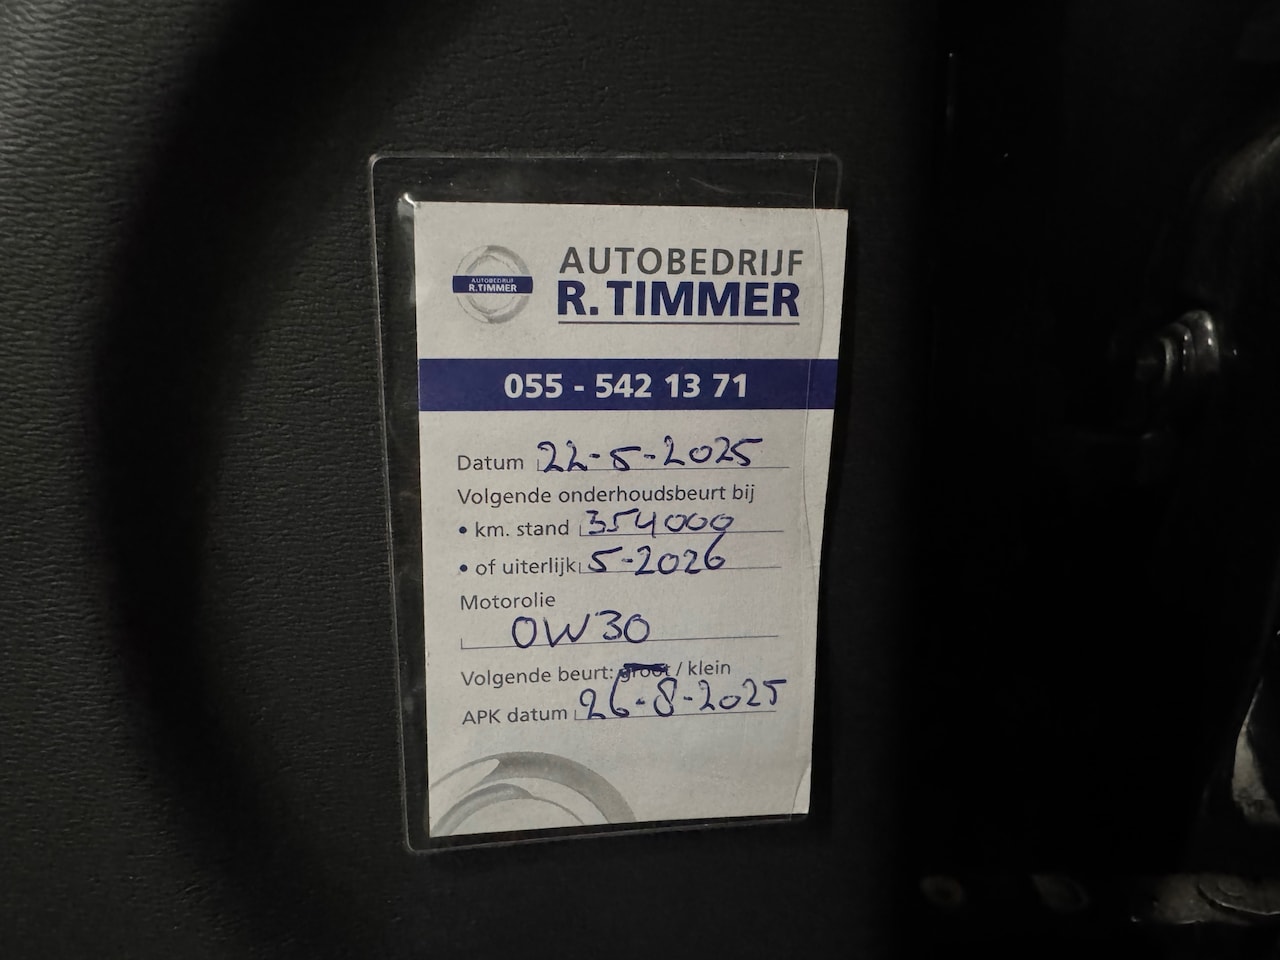 AUTOBEDRIJF
R. TIMMER
AUTOBEDRIJF
R. TIMMER
055 - 542 13 71
Datum 22-5-2025
Volgende onderhoudsbeurt bij
• km. stand 354000
• of uiterlijk 5-2026
Motorolie
0W30
Volgende beurt: groot / klein
APK datum 26-8-2025